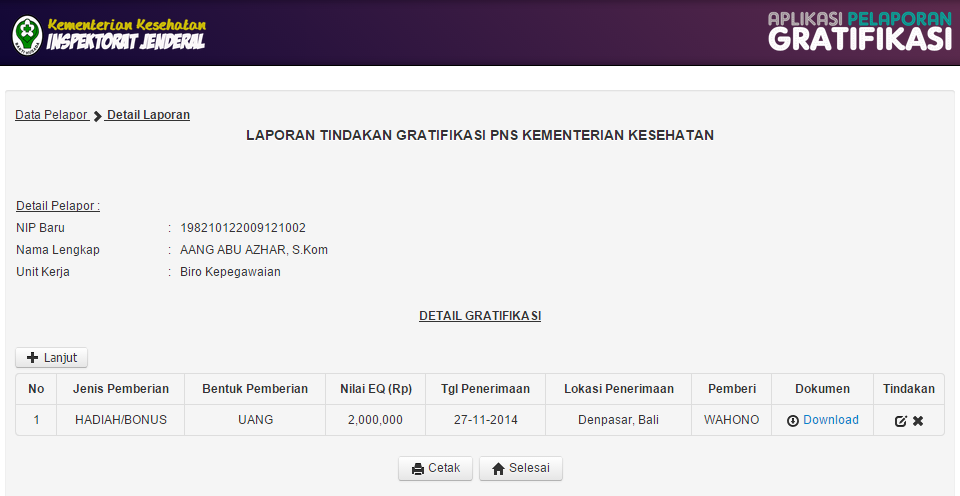 Kementerian Kesehatan
INSPEKTORAT JENDERAL
APLIKASI PELAPORAN
GRATIFIKASI
Data Pelapor > Detail Laporan
LAPORAN TINDAKAN GRATIFIKASI PNS KEMENTERIAN KESEHATAN
Detail Pelapor :
NIP Baru : 198210122009121002
Nama Lengkap : AANG ABU AZHAR, S.Kom
Unit Kerja : Biro Kepegawaian
DETAIL GRATIFIKASI
+ Lanjut
No Jenis Pemberian Bentuk Pemberian Nilai EQ (Rp) Tgl Penerimaan Lokasi Penerimaan Pemberi Dokumen Tindakan
1 HADIAH/BONUS UANG 2,000,000 27-11-2014 Denpasar, Bali WAHONO Download
Cetak Selesai